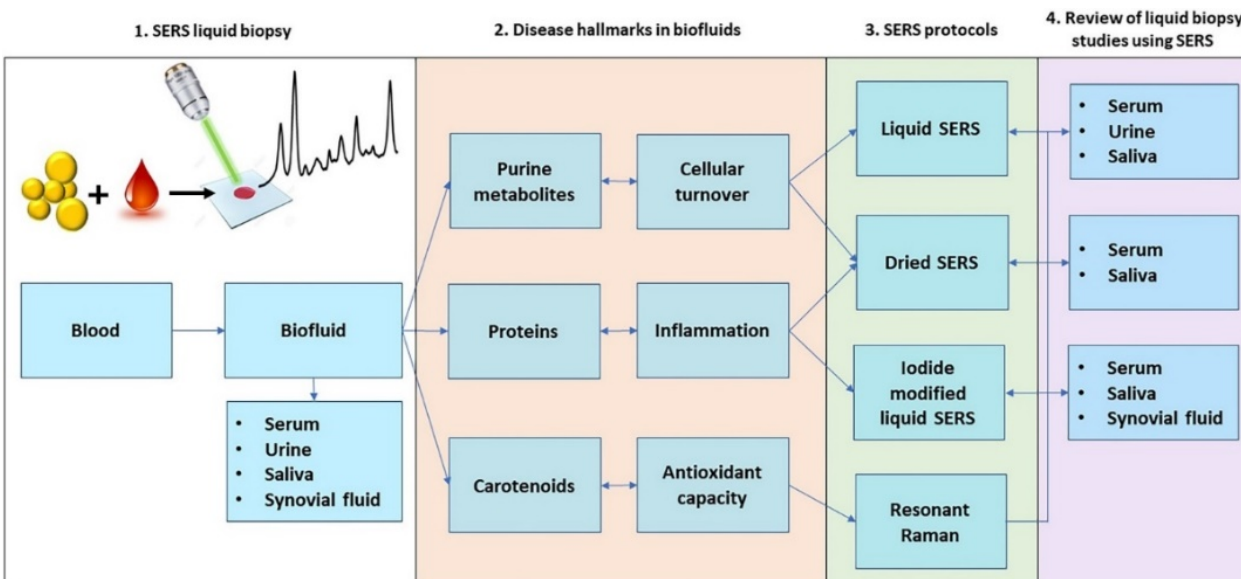 1. SERS liquid biopsy
2. Disease hallmarks in biofluids
3. SERS protocols
4. Review of liquid biopsy
studies using SERS
+
Blood
Biofluid
• Serum
• Urine
• Saliva
• Synovial fluid
Purine
metabolites
Cellular
turnover
Proteins
Inflammation
Carotenoids
Antioxidant
capacity
Liquid SERS
Dried SERS
Iodide
modified
liquid SERS
Resonant
Raman
• Serum
• Urine
• Saliva
• Serum
• Saliva
• Serum
• Saliva
• Synovial fluid